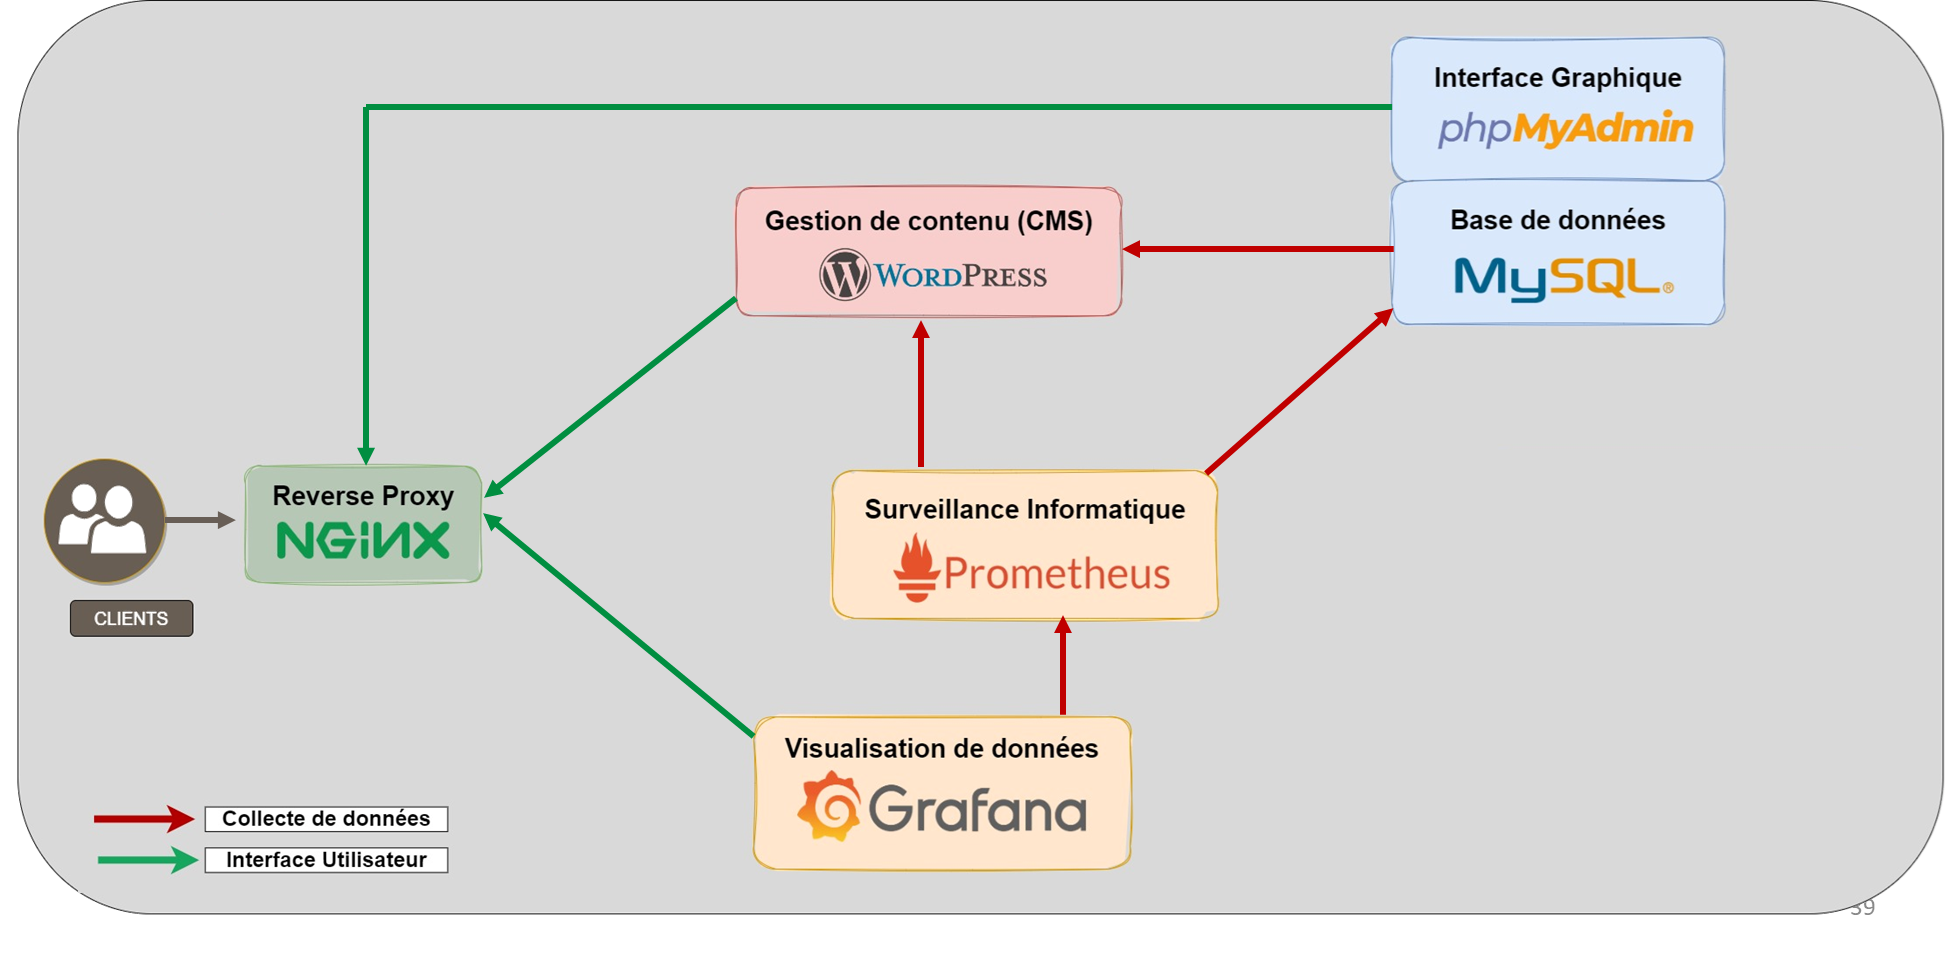 Interface Graphique
phpMyAdmin
Gestion de contenu (CMS)
WORDPRESS
Base de données
MySQL®
Reverse Proxy
NGiNX
CLIENTS
Surveillance Informatique
Prometheus
Visualisation de données
Grafana
Collecte de données
Interface Utilisateur
39